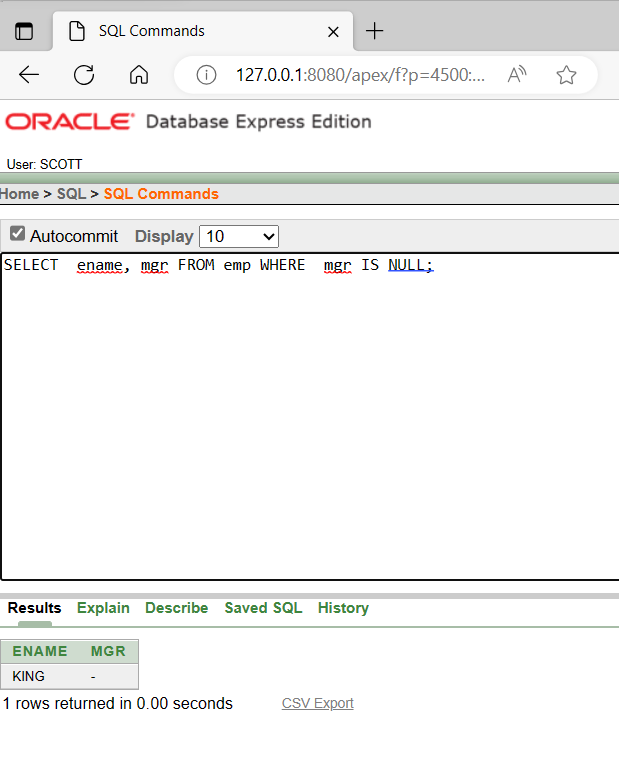 SQL Commands
127.0.0.1:8080/apex/f?p=4500:...
ORACLE Database Express Edition
User: SCOTT
Home > SQL > SQL Commands
Autocommit Display 10
SELECT  ename, mgr FROM emp WHERE  mgr IS NULL;
Results Explain Describe Saved SQL History
ENAME MGR
KING -
1 rows returned in 0.00 seconds CSV Export